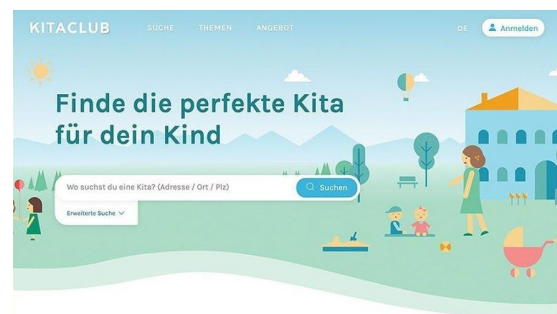 KITACLUB
SUCHE THEMEN ANGEBOT
DE
Anmelden
Finde die perfekte Kita
für dein Kind
Wo suchst du eine Kita? (Adresse / Ort / Plz)
Suchen
Erweiterte Suche